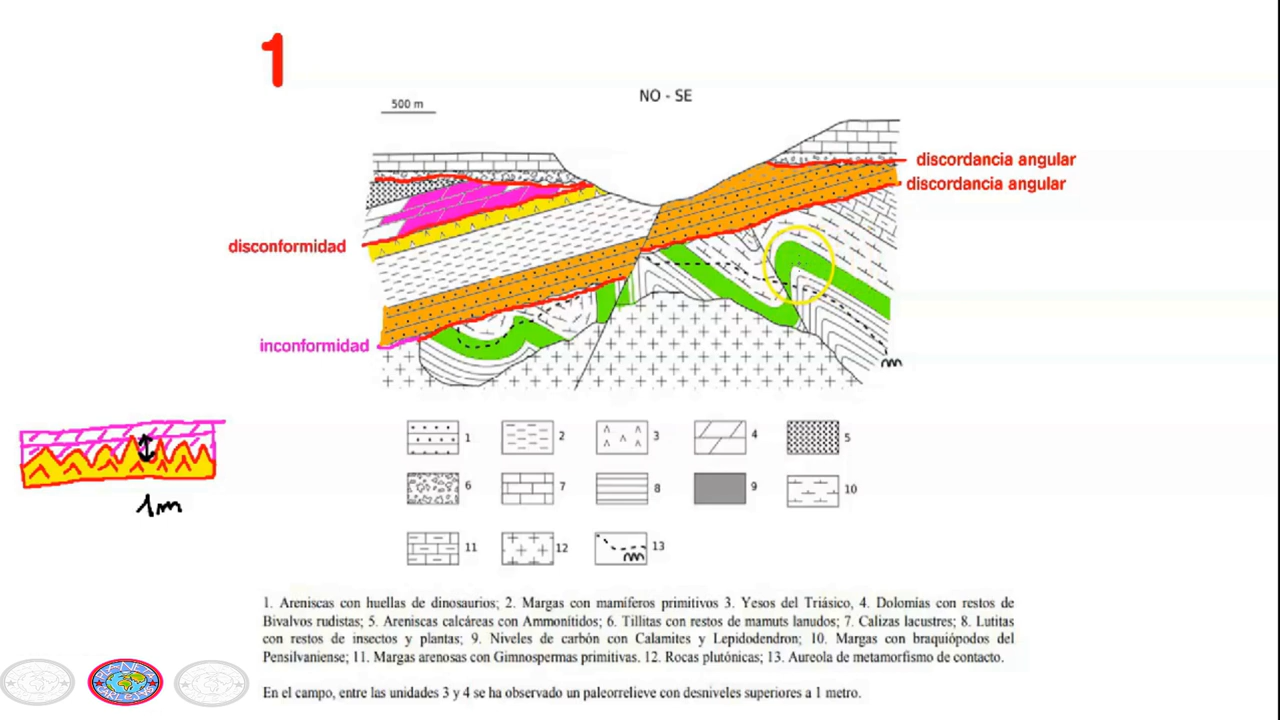 1
NO - SE
500 m
discordancia angular
discordancia angular
disconformidad
inconformidad
1 2 3 4 5
6 7 8 9 10
11 12 13
1m
1. Areniscas con huellas de dinosaurios; 2. Margas con mamíferos primitivos 3. Yesos del Triásico, 4. Dolomías con restos de
Bivalvos rudistas; 5. Areniscas calcáreas con Ammonítidos; 6. Tillitas con restos de mamuts lanudos; 7. Calizas lacustres; 8. Lutitas
con restos de insectos y plantas; 9. Niveles de carbón con Calamites y Lepidodendron; 10. Margas con braquiópodos del
Pensilvaniense; 11. Margas arenosas con Gimnospermas primitivas. 12. Rocas plutónicas; 13. Aureola de metamorfismo de contacto.
En el campo, entre las unidades 3 y 4 se ha observado un paleorrelieve con desniveles superiores a 1 metro.